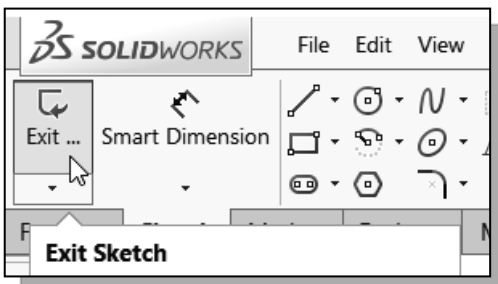 SOLIDWORKS File Edit View
Exit ... Smart Dimension
Exit Sketch